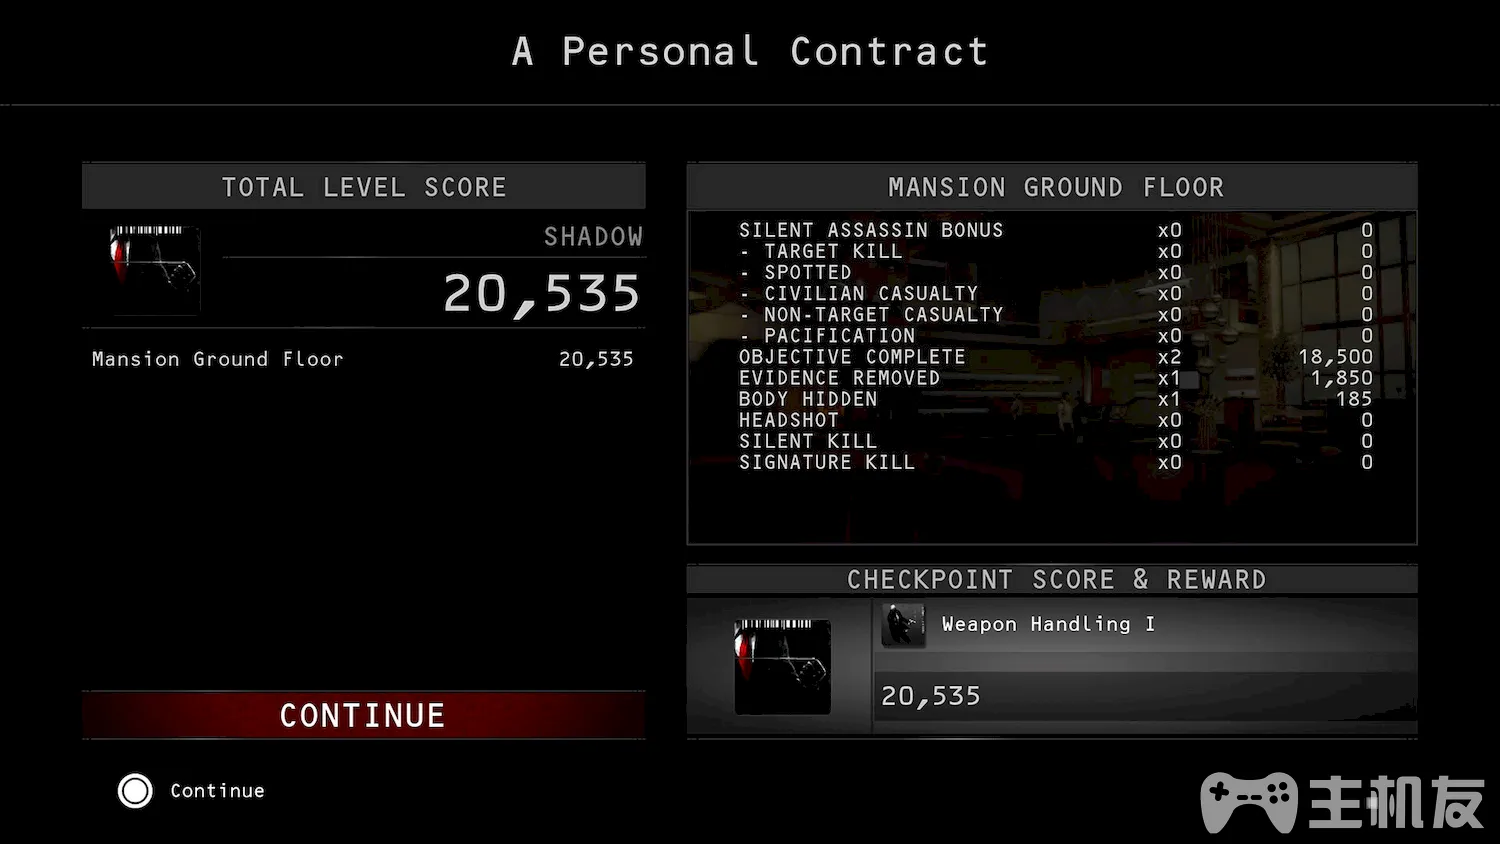 A Personal Contract
TOTAL LEVEL SCORE
SHADOW
20,535
Mansion Ground Floor 20,535
CONTINUE
Continue
MANSION GROUND FLOOR
SILENT ASSASSIN BONUS x0 0
- TARGET KILL x0 0
- SPOTTED x0 0
- CIVILIAN CASUALTY x0 0
- NON-TARGET CASUALTY x0 0
- PACIFICATION x0 0
OBJECTIVE COMPLETE x2 18,500
EVIDENCE REMOVED x1 1,850
BODY HIDDEN x1 185
HEADSHOT x0 0
SILENT KILL x0 0
SIGNATURE KILL x0 0
CHECKPOINT SCORE & REWARD
Weapon Handling I
20,535
主机友